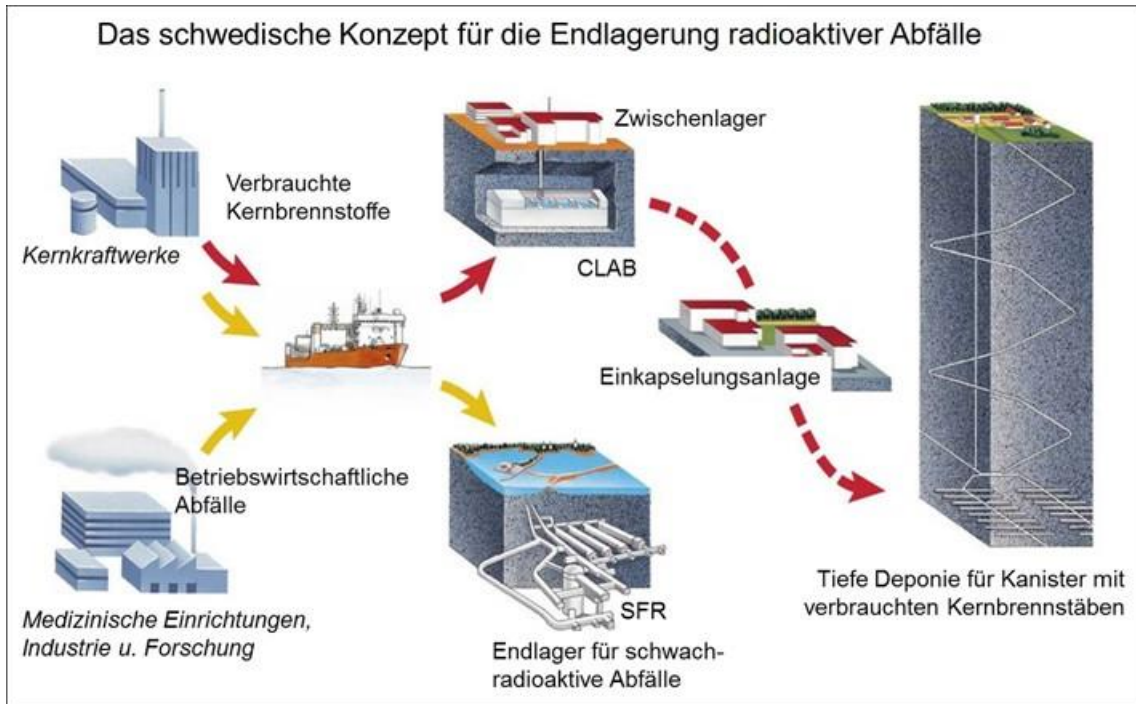 Das schwedische Konzept für die Endlagerung radioaktiver Abfälle
Verbrauchte
Kernbrennstoffe
Kernkraftwerke
Zwischenlager
CLAB
Einkapselungsanlage
Betriebswirtschaftliche
Abfälle
Medizinische Einrichtungen,
Industrie u. Forschung
SFR
Endlager für schwach-
radioaktive Abfälle
Tiefe Deponie für Kanister mit
verbrauchten Kernbrennstäben